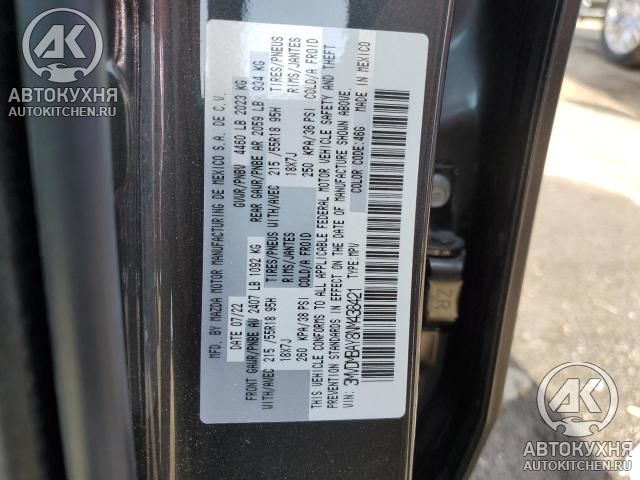 AK
АВТОКУХНЯ
AUTOKITCHEN.RU
MFD. BY MAZDA MOTOR MANUFACTURING DE MEXICO S.A. DE C.V.
DATE 07/22 GVWR/PNBV 4460 LB 2023 KG
FRONT GAWR/PNBE AV 2407 LB 1092 KG REAR GAWR/PNBE AR 2059 LB 934 KG
WITH/AVEC 215/55R18 95H TIRES/PNEUS WITH/AVEC 215/55R18 95H TIRES/PNEUS
18X7J RIMS/JANTES 18X7J RIMS/JANTES
260 KPA/38 PSI COLD/A FROID 250 KPA/36 PSI COLD/A FROID
THIS VEHICLE CONFORMS TO ALL APPLICABLE FEDERAL MOTOR VEHICLE SAFETY AND THEFT
PREVENTION STANDARDS IN EFFECT ON THE DATE OF MANUFACTURE SHOWN ABOVE.
VIN: 3MVDMBAY8NM438421 TYPE:MPV COLOR CODE:46G MADE IN MEXICO
ZR
AK
АВТОКУХНЯ
AUTOKITCHEN.RU